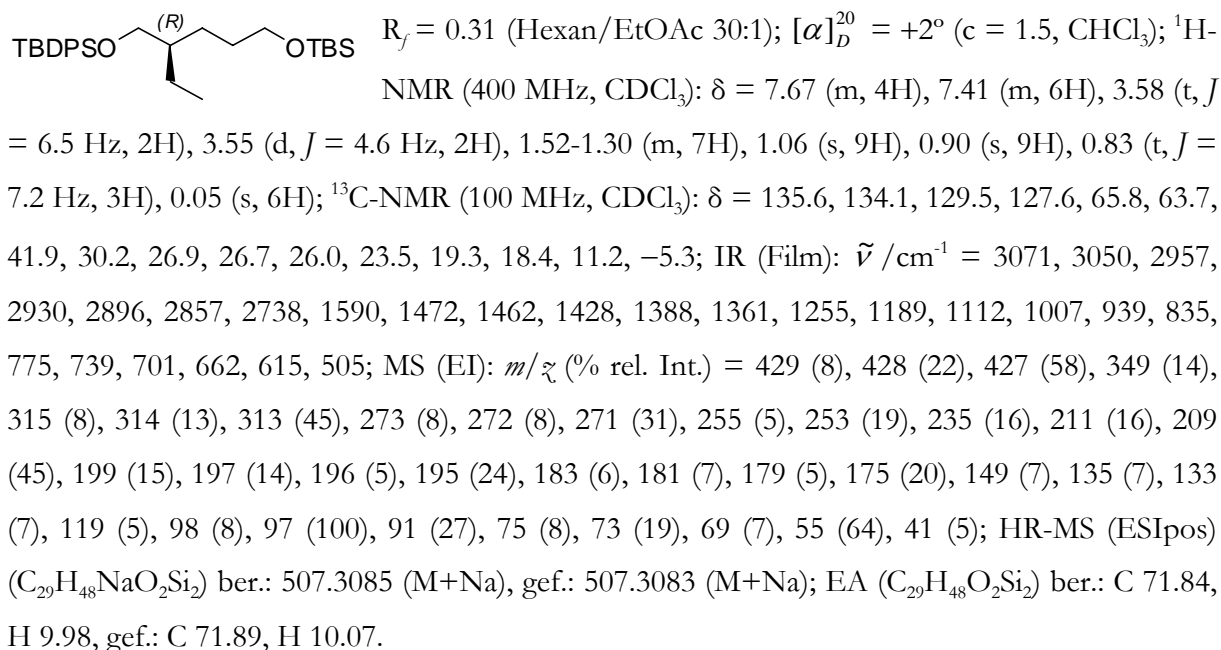 (R)
TBDPSO OTBS
R_f = 0.31 (Hexan/EtOAc 30:1); [α]_D^20 = +2° (c = 1.5, CHCl₃); ¹H-
NMR (400 MHz, CDCl₃): δ = 7.67 (m, 4H), 7.41 (m, 6H), 3.58 (t, J
= 6.5 Hz, 2H), 3.55 (d, J = 4.6 Hz, 2H), 1.52-1.30 (m, 7H), 1.06 (s, 9H), 0.90 (s, 9H), 0.83 (t, J =
7.2 Hz, 3H), 0.05 (s, 6H); ¹³C-NMR (100 MHz, CDCl₃): δ = 135.6, 134.1, 129.5, 127.6, 65.8, 63.7,
41.9, 30.2, 26.9, 26.7, 26.0, 23.5, 19.3, 18.4, 11.2, −5.3; IR (Film): ν̃ /cm⁻¹ = 3071, 3050, 2957,
2930, 2896, 2857, 2738, 1590, 1472, 1462, 1428, 1388, 1361, 1255, 1189, 1112, 1007, 939, 835,
775, 739, 701, 662, 615, 505; MS (EI): m/z (% rel. Int.) = 429 (8), 428 (22), 427 (58), 349 (14),
315 (8), 314 (13), 313 (45), 273 (8), 272 (8), 271 (31), 255 (5), 253 (19), 235 (16), 211 (16), 209
(45), 199 (15), 197 (14), 196 (5), 195 (24), 183 (6), 181 (7), 179 (5), 175 (20), 149 (7), 135 (7), 133
(7), 119 (5), 98 (8), 97 (100), 91 (27), 75 (8), 73 (19), 69 (7), 55 (64), 41 (5); HR-MS (ESIpos)
(C₂₉H₄₈NaO₂Si₂) ber.: 507.3085 (M+Na), gef.: 507.3083 (M+Na); EA (C₂₉H₄₈O₂Si₂) ber.: C 71.84,
H 9.98, gef.: C 71.89, H 10.07.